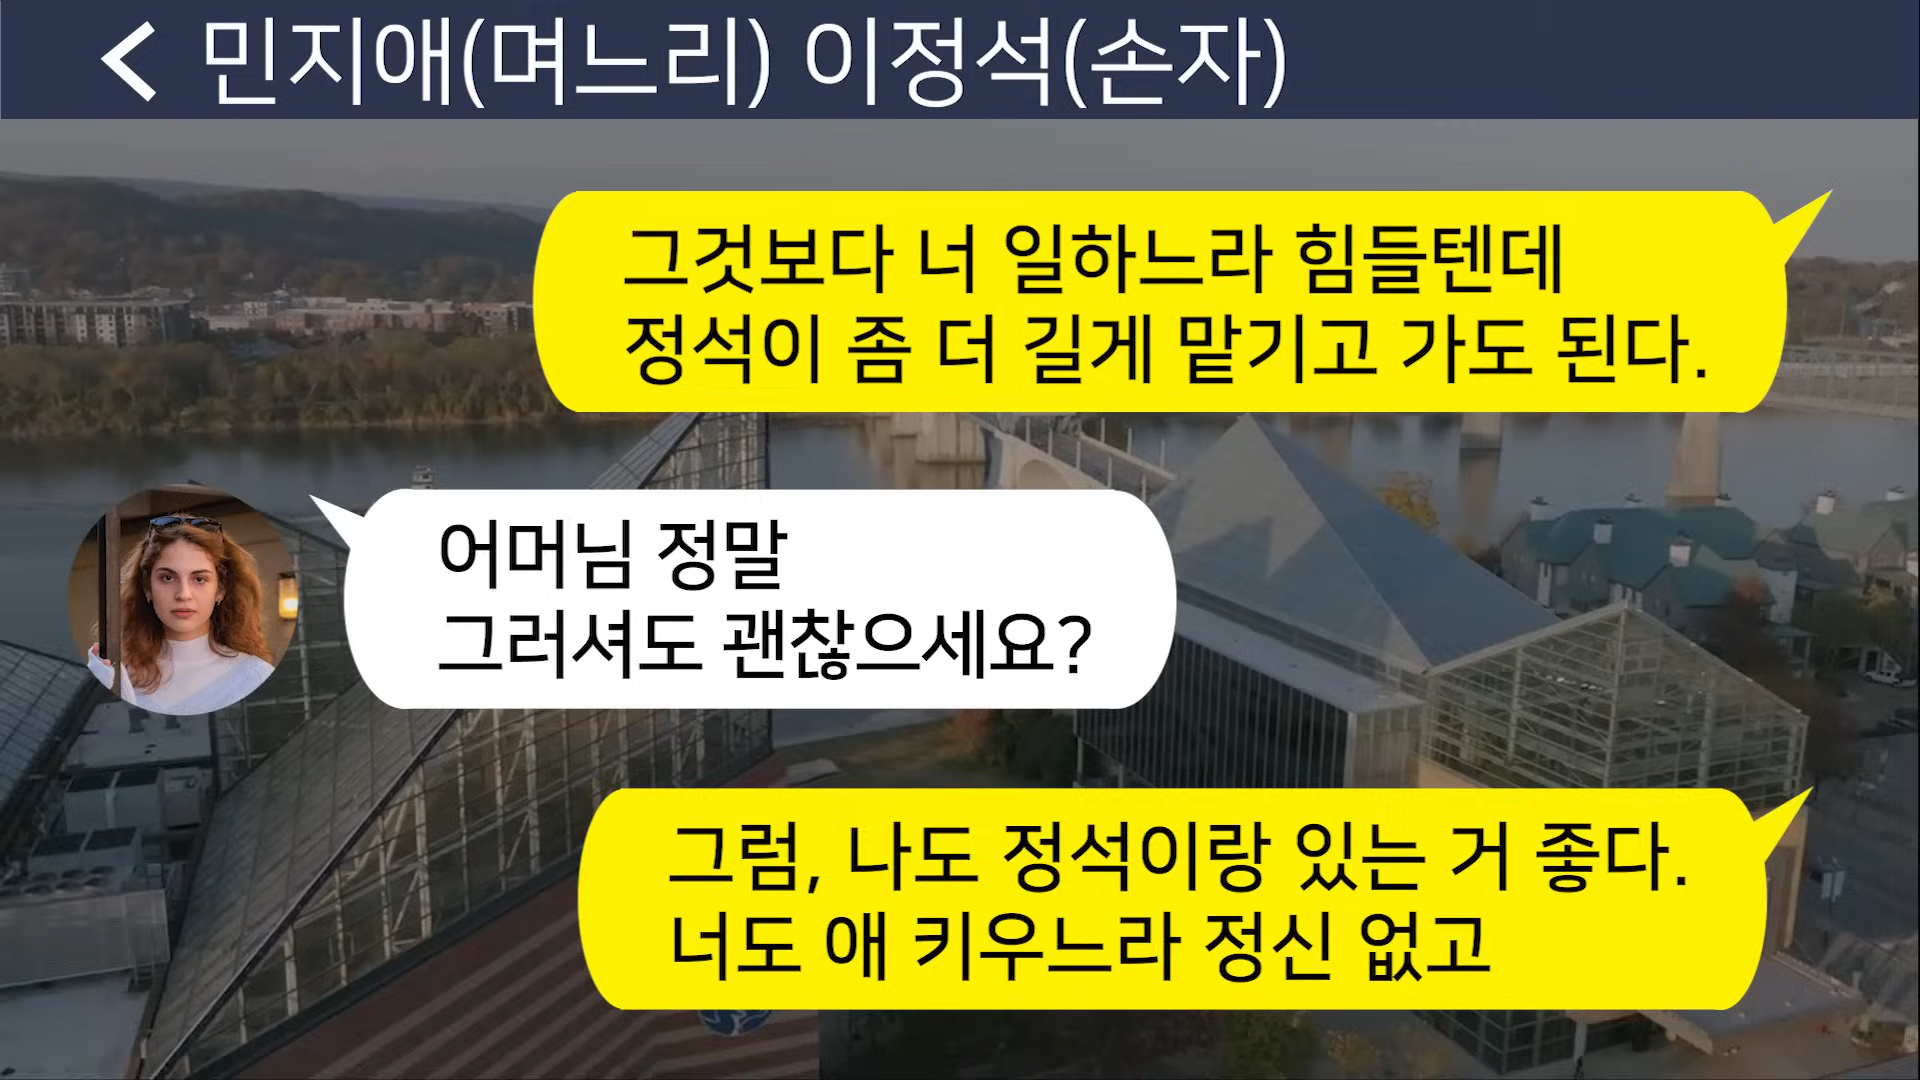 민지애(며느리) 이정석(손자)
그것보다 너 일하느라 힘들텐데
정석이 좀 더 길게 맡기고 가도 된다.
어머님 정말
그러셔도 괜찮으세요?
그럼, 나도 정석이랑 있는 거 좋다.
너도 애 키우느라 정신 없고